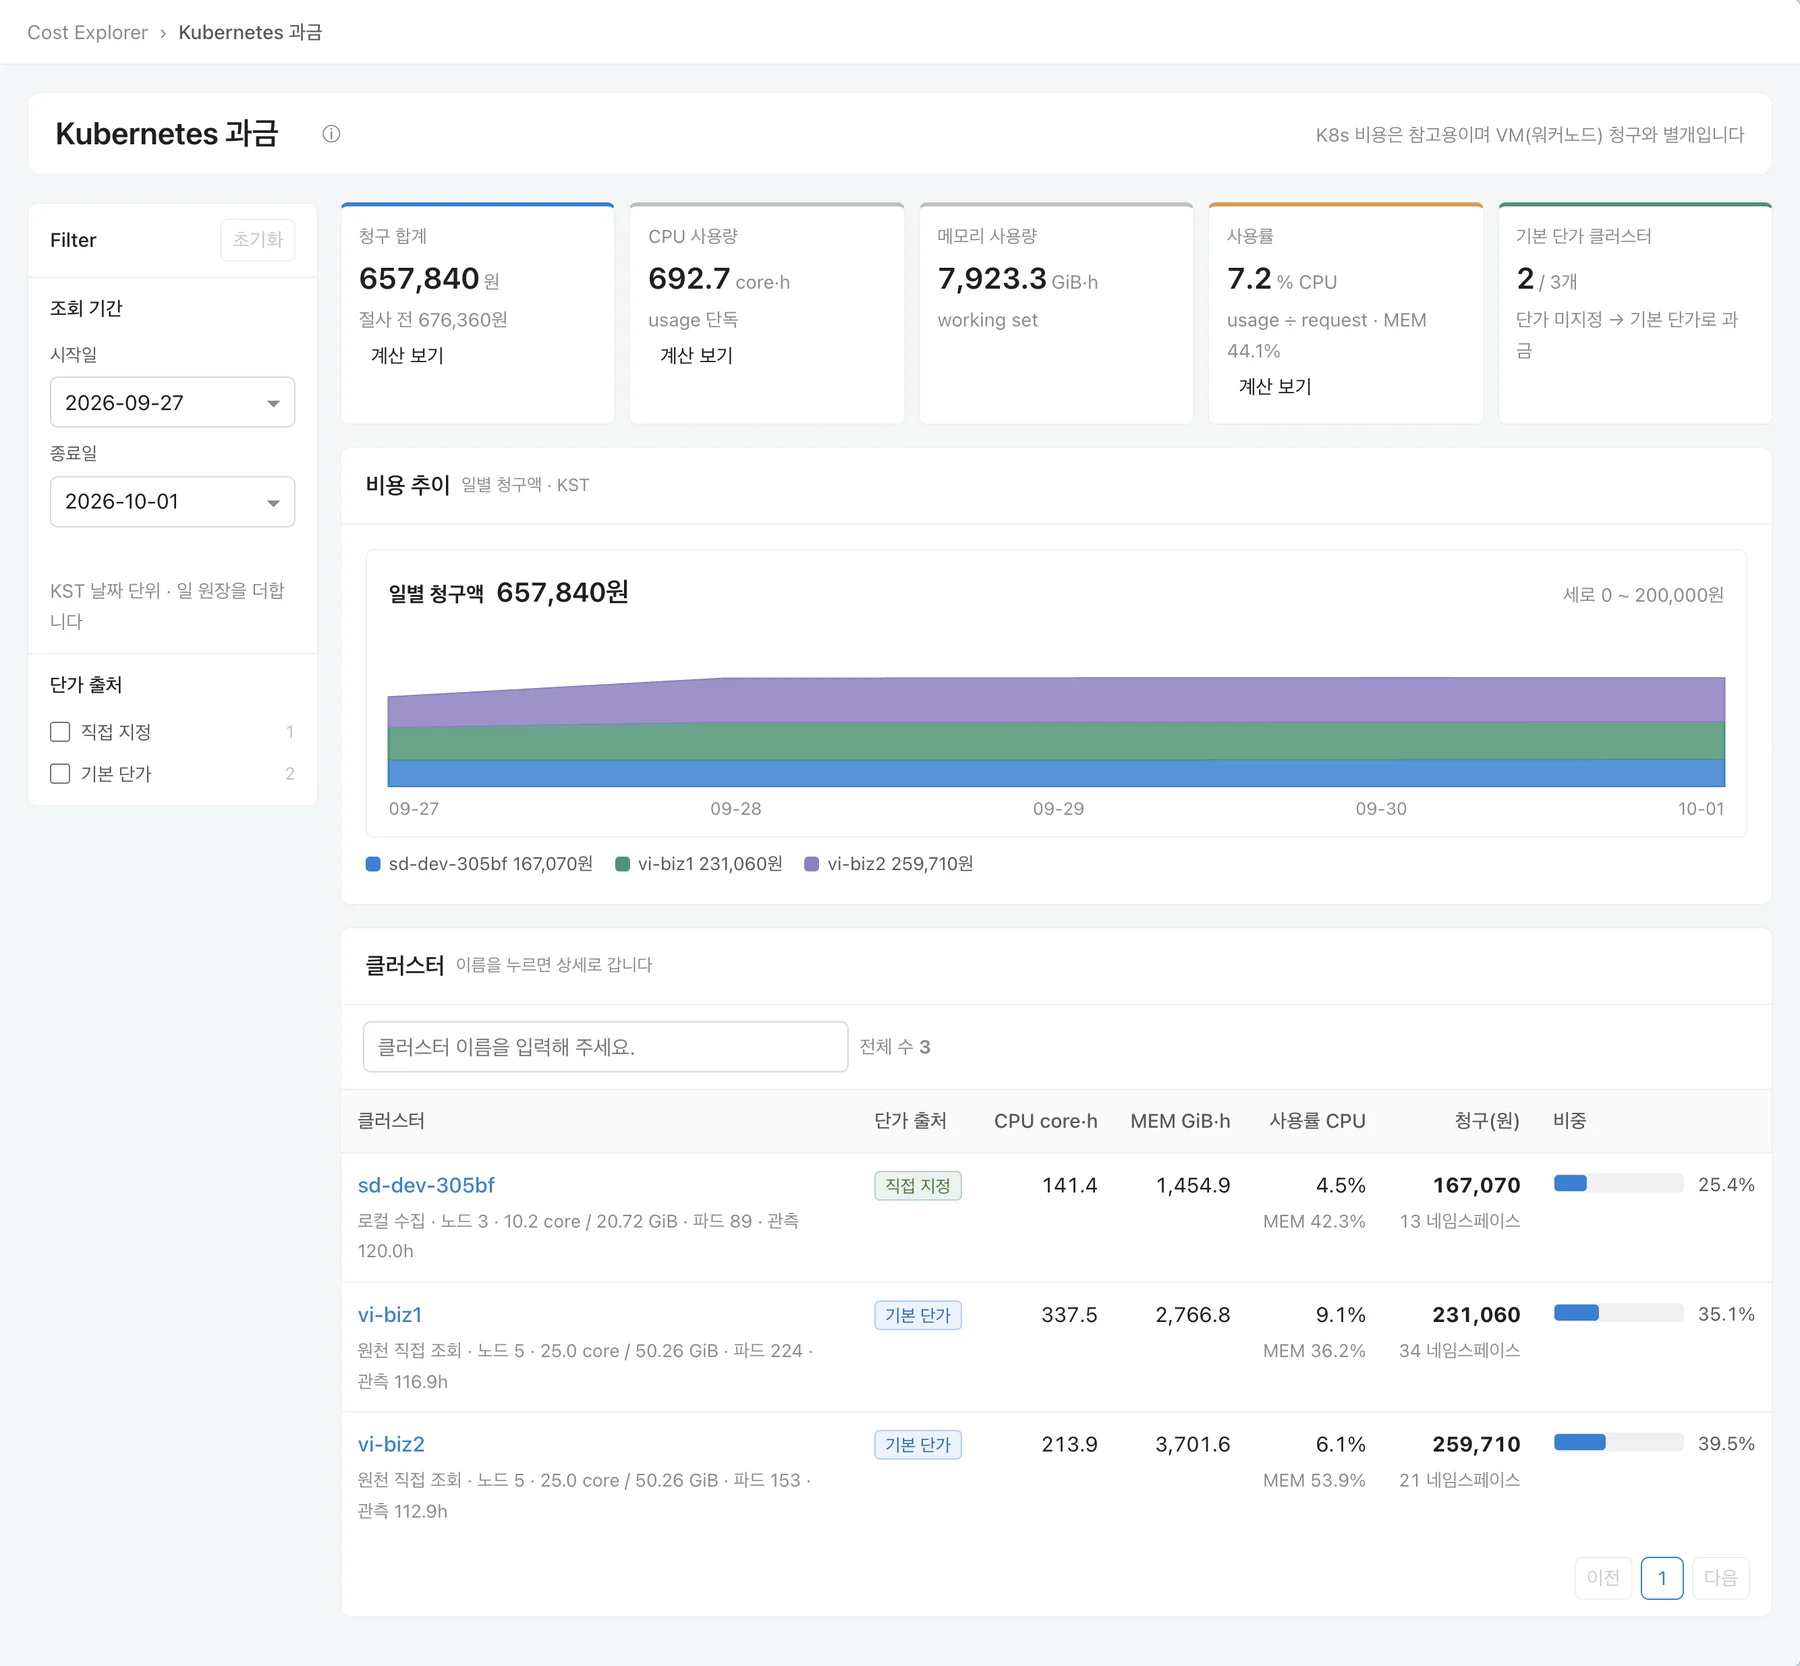 Cost Explorer › Kubernetes 과금
Kubernetes 과금
K8s 비용은 참고용이며 VM(워커노드) 청구와 별개입니다
Filter
초기화
조회 기간
시작일
2026-09-27
종료일
2026-10-01
KST 날짜 단위 · 일 원장을 더합
니다
단가 출처
직접 지정 1
기본 단가 2
청구 합계
657,840 원
절사 전 676,360원
계산 보기
CPU 사용량
692.7 core·h
usage 단독
계산 보기
메모리 사용량
7,923.3 GiB·h
working set
사용률
7.2 % CPU
usage ÷ request · MEM
44.1%
계산 보기
기본 단가 클러스터
2 / 3개
단가 미지정 → 기본 단가로 과
금
비용 추이 일별 청구액 · KST
일별 청구액 657,840원
세로 0 ~ 200,000원
09-27 09-28 09-29 09-30 10-01
sd-dev-305bf 167,070원 vi-biz1 231,060원 vi-biz2 259,710원
클러스터 이름을 누르면 상세로 갑니다
클러스터 이름을 입력해 주세요. 전체 수 3
클러스터 단가 출처 CPU core·h MEM GiB·h 사용률 CPU 청구(원) 비중
sd-dev-305bf 직접 지정 141.4 1,454.9 4.5% 167,070 25.4%
로컬 수집 · 노드 3 · 10.2 core / 20.72 GiB · 파드 89 · 관측 MEM 42.3% 13 네임스페이스
120.0h
vi-biz1 기본 단가 337.5 2,766.8 9.1% 231,060 35.1%
원천 직접 조회 · 노드 5 · 25.0 core / 50.26 GiB · 파드 224 · MEM 36.2% 34 네임스페이스
관측 116.9h
vi-biz2 기본 단가 213.9 3,701.6 6.1% 259,710 39.5%
원천 직접 조회 · 노드 5 · 25.0 core / 50.26 GiB · 파드 153 · MEM 53.9% 21 네임스페이스
관측 112.9h
이전 1 다음